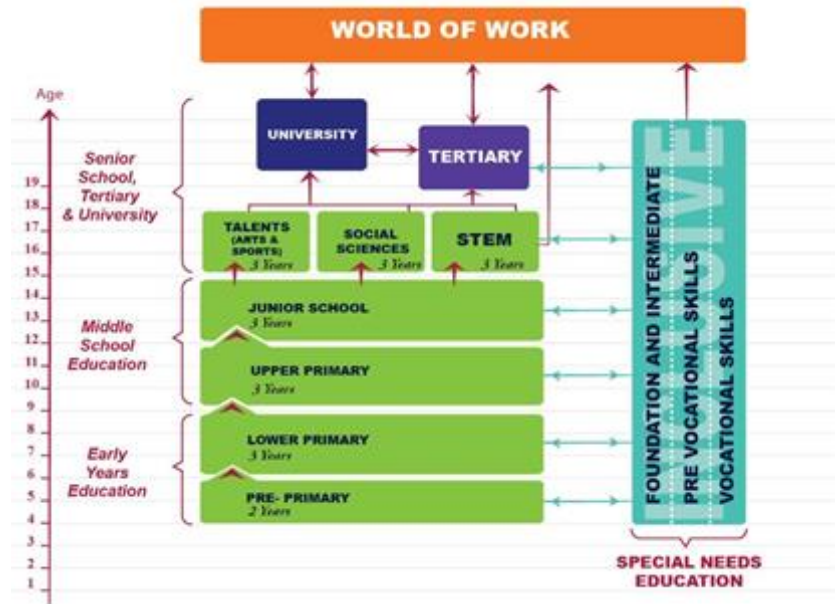 WORLD OF WORK
Age
UNIVERSITY
TERTIARY
Senior
School,
Tertiary
& University
TALENTS
(ARTS &
SPORTS)
3 Years
SOCIAL
SCIENCES
3 Years
STEM
3 Years
JUNIOR SCHOOL
3 Years
Middle
School
Education
UPPER PRIMARY
3 Years
LOWER PRIMARY
3 Years
Early
Years
Education
PRE- PRIMARY
2 Years
19
18
17
16
15
14
13
12
11
10
9
8
7
6
5
4
3
2
1
FOUNDATION AND INTERMEDIATE
PRE VOCATIONAL SKILLS
VOCATIONAL SKILLS
SPECIAL NEEDS
EDUCATION